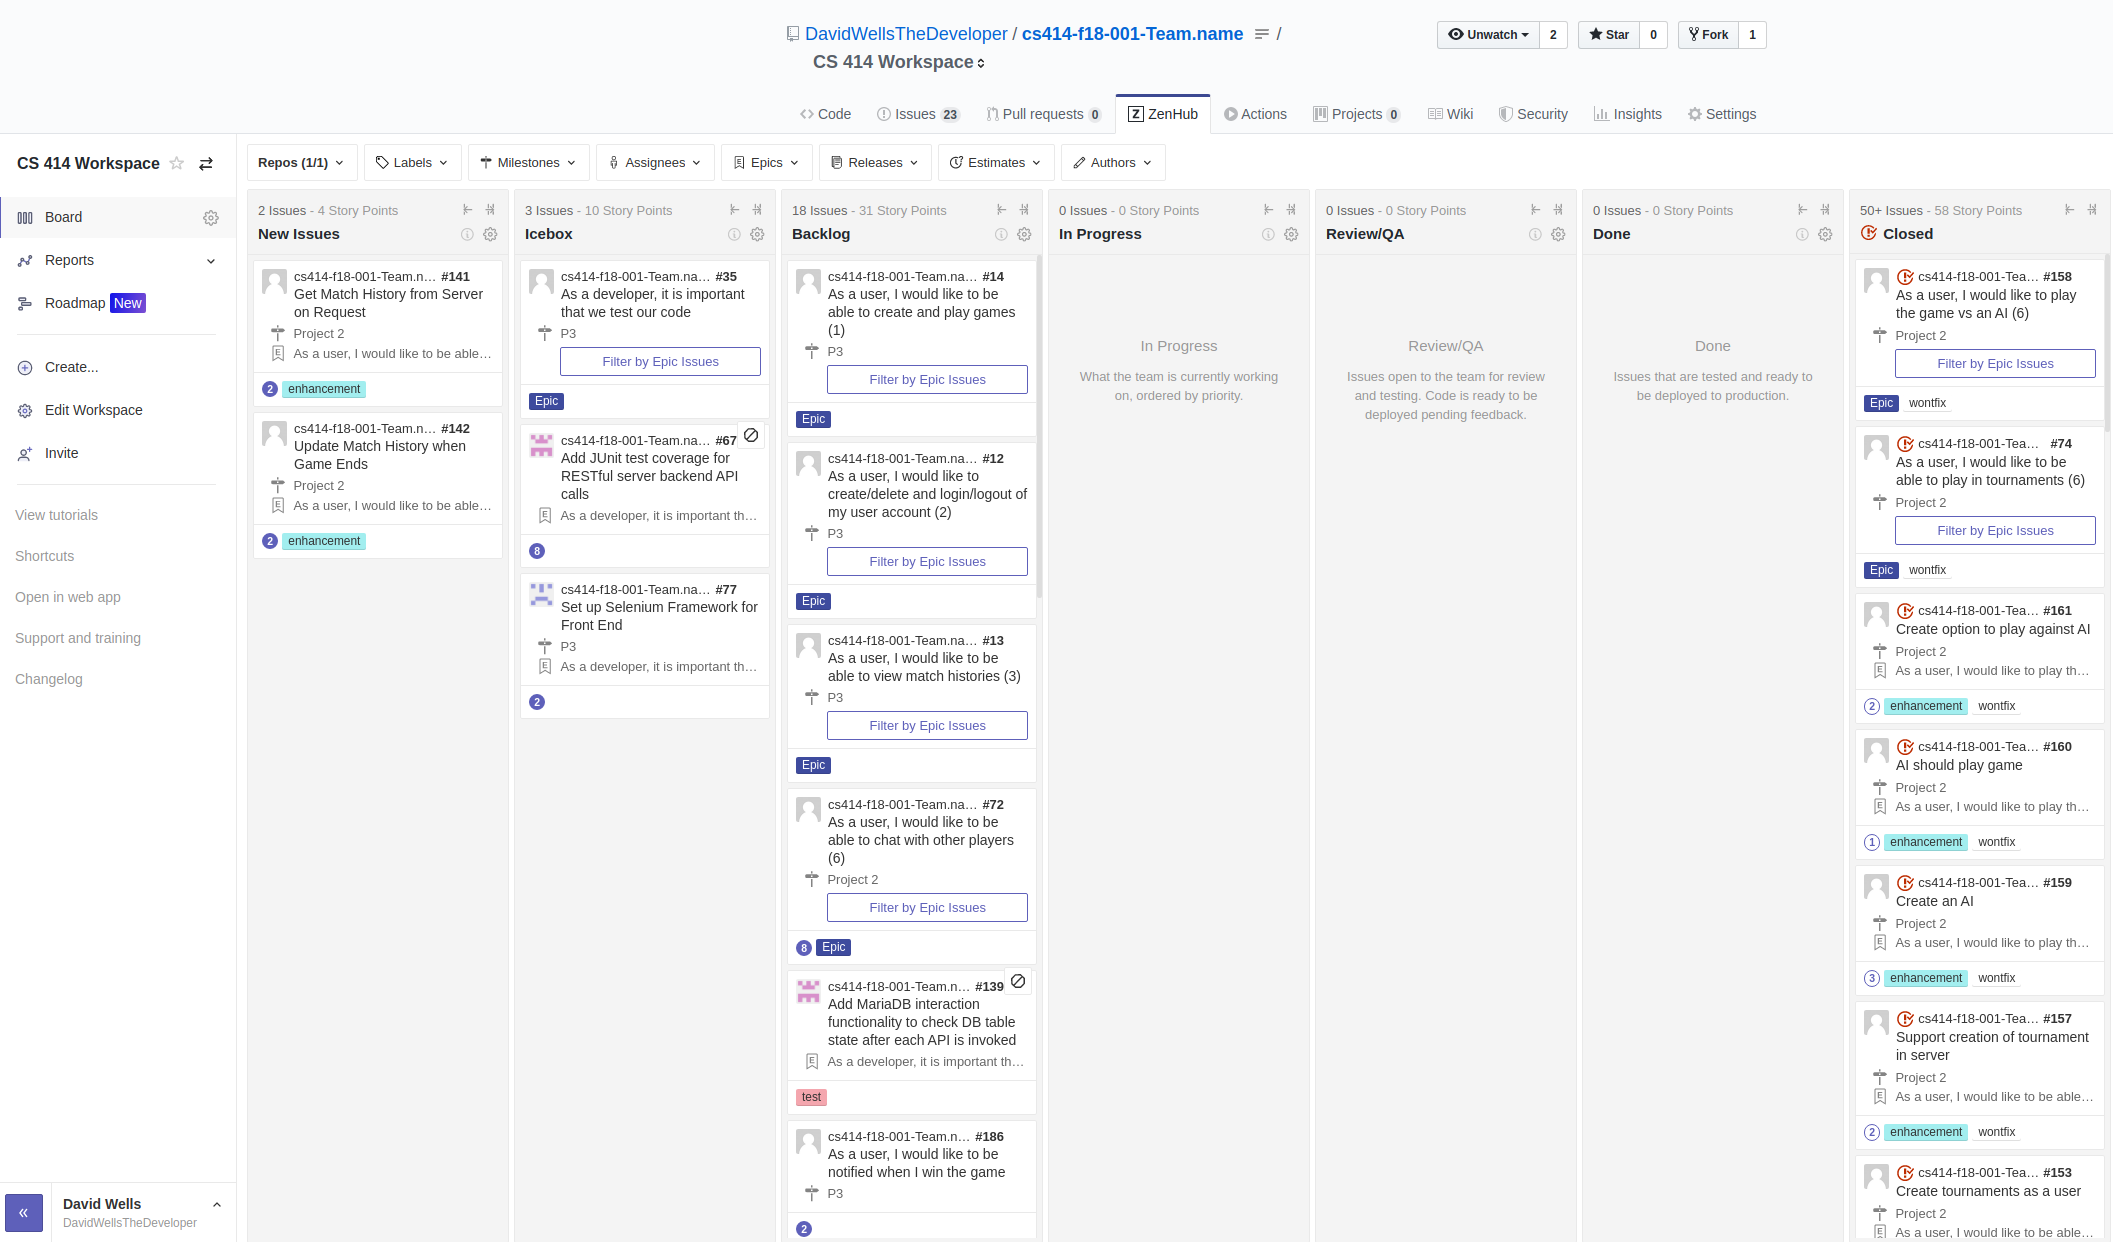 DavidWellsTheDeveloper / cs414-f18-001-Team.name /
CS 414 Workspace
Unwatch 2
Star 0
Fork 1
Code
Issues 23
Pull requests 0
ZenHub
Actions
Projects 0
Wiki
Security
Insights
Settings
CS 414 Workspace
Board
Reports
Roadmap New
Create...
Edit Workspace
Invite
View tutorials
Shortcuts
Open in web app
Support and training
Changelog
David Wells
DavidWellsTheDeveloper
Repos (1/1)
Labels
Milestones
Assignees
Epics
Releases
Estimates
Authors
2 Issues - 4 Story Points
New Issues
cs414-f18-001-Team.n... #141
Get Match History from Server
on Request
Project 2
As a user, I would like to be able...
2 enhancement
cs414-f18-001-Team.n... #142
Update Match History when
Game Ends
Project 2
As a user, I would like to be able...
2 enhancement
3 Issues - 10 Story Points
Icebox
cs414-f18-001-Team.na... #35
As a developer, it is important
that we test our code
P3
Filter by Epic Issues
Epic
cs414-f18-001-Team.na... #67
Add JUnit test coverage for
RESTful server backend API
calls
As a developer, it is important th...
8
cs414-f18-001-Team.na... #77
Set up Selenium Framework for
Front End
P3
As a developer, it is important th...
2
18 Issues - 31 Story Points
Backlog
cs414-f18-001-Team.na... #14
As a user, I would like to be
able to create and play games
(1)
P3
Filter by Epic Issues
Epic
cs414-f18-001-Team.na... #12
As a user, I would like to
create/delete and login/logout of
my user account (2)
P3
Filter by Epic Issues
Epic
cs414-f18-001-Team.na... #13
As a user, I would like to be
able to view match histories (3)
P3
Filter by Epic Issues
Epic
cs414-f18-001-Team.na... #72
As a user, I would like to be
able to chat with other players
(6)
Project 2
Filter by Epic Issues
8 Epic
cs414-f18-001-Team.n... #139
Add MariaDB interaction
functionality to check DB table
state after each API is invoked
As a developer, it is important th...
test
cs414-f18-001-Team.n... #186
As a user, I would like to be
notified when I win the game
P3
2
0 Issues - 0 Story Points
In Progress
In Progress
What the team is currently working
on, ordered by priority.
0 Issues - 0 Story Points
Review/QA
Review/QA
Issues open to the team for review
and testing. Code is ready to be
deployed pending feedback.
0 Issues - 0 Story Points
Done
Done
Issues that are tested and ready to
be deployed to production.
50+ Issues - 58 Story Points
Closed
cs414-f18-001-Tea... #158
As a user, I would like to play
the game vs an AI (6)
Project 2
Filter by Epic Issues
Epic wontfix
cs414-f18-001-Tea... #74
As a user, I would like to be
able to play in tournaments (6)
Project 2
Filter by Epic Issues
Epic wontfix
cs414-f18-001-Tea... #161
Create option to play against AI
Project 2
As a user, I would like to play th...
2 enhancement wontfix
cs414-f18-001-Tea... #160
AI should play game
Project 2
As a user, I would like to play th...
1 enhancement wontfix
cs414-f18-001-Tea... #159
Create an AI
Project 2
As a user, I would like to play th...
3 enhancement wontfix
cs414-f18-001-Tea... #157
Support creation of tournament
in server
Project 2
As a user, I would like to be able...
2 enhancement wontfix
cs414-f18-001-Tea... #153
Create tournaments as a user
Project 2
As a user, I would like to be able...